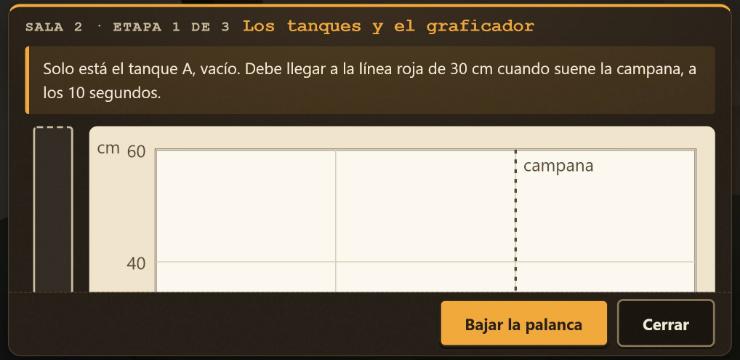 SALA 2 · ETAPA 1 DE 3 Los tanques y el graficador
Solo está el tanque A, vacío. Debe llegar a la línea roja de 30 cm cuando suene la campana, a
los 10 segundos.
cm 60
campana
40
Bajar la palanca Cerrar